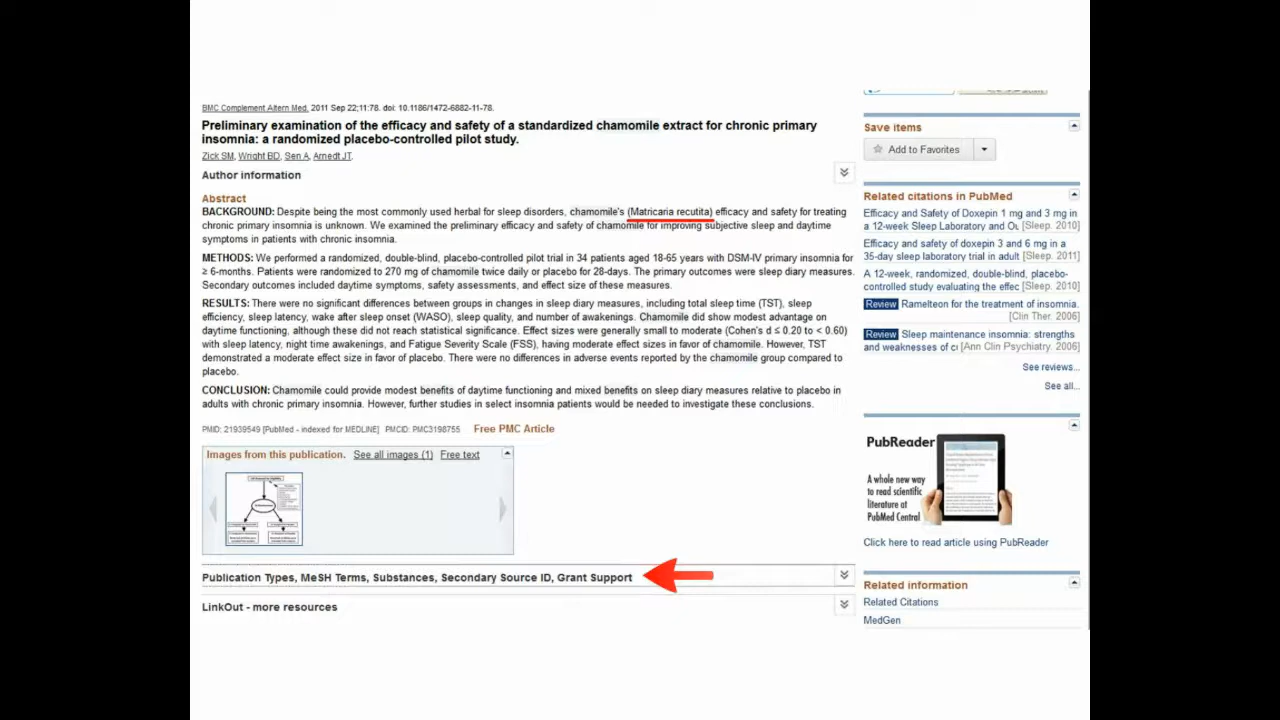 BMC Complement Altern Med. 2011 Sep 22;11:78. doi: 10.1186/1472-6882-11-78.
Preliminary examination of the efficacy and safety of a standardized chamomile extract for chronic primary
insomnia: a randomized placebo-controlled pilot study.
Zick SM, Wright BD, Sen A, Arnedt JT.
Author information
Abstract
BACKGROUND: Despite being the most commonly used herbal for sleep disorders, chamomile's (Matricaria recutita) efficacy and safety for treating
chronic primary insomnia is unknown. We examined the preliminary efficacy and safety of chamomile for improving subjective sleep and daytime
symptoms in patients with chronic insomnia.
METHODS: We performed a randomized, double-blind, placebo-controlled pilot trial in 34 patients aged 18-65 years with DSM-IV primary insomnia for
≥ 6-months. Patients were randomized to 270 mg of chamomile twice daily or placebo for 28-days. The primary outcomes were sleep diary measures.
Secondary outcomes included daytime symptoms, safety assessments, and effect size of these measures.
RESULTS: There were no significant differences between groups in changes in sleep diary measures, including total sleep time (TST), sleep
efficiency, sleep latency, wake after sleep onset (WASO), sleep quality, and number of awakenings. Chamomile did show modest advantage on
daytime functioning, although these did not reach statistical significance. Effect sizes were generally small to moderate (Cohen's d ≤ 0.20 to < 0.60)
with sleep latency, night time awakenings, and Fatigue Severity Scale (FSS), having moderate effect sizes in favor of chamomile. However, TST
demonstrated a moderate effect size in favor of placebo. There were no differences in adverse events reported by the chamomile group compared to
placebo.
CONCLUSION: Chamomile could provide modest benefits of daytime functioning and mixed benefits on sleep diary measures relative to placebo in
adults with chronic primary insomnia. However, further studies in select insomnia patients would be needed to investigate these conclusions.
PMID: 21939549 [PubMed - indexed for MEDLINE] PMCID: PMC3198755 Free PMC Article
Images from this publication. See all images (1) Free text
Publication Types, MeSH Terms, Substances, Secondary Source ID, Grant Support
LinkOut - more resources
Save items
Add to Favorites
Related citations in PubMed
Efficacy and Safety of Doxepin 1 mg and 3 mg in
a 12-week Sleep Laboratory and Ou [Sleep. 2010]
Efficacy and safety of doxepin 3 and 6 mg in a
35-day sleep laboratory trial in adult [Sleep. 2011]
A 12-week, randomized, double-blind, placebo-
controlled study evaluating the effec [Sleep. 2010]
Review Ramelteon for the treatment of insomnia.
[Clin Ther. 2006]
Review Sleep maintenance insomnia: strengths
and weaknesses of c [Ann Clin Psychiatry. 2006]
See reviews...
See all...
PubReader
A whole new way
to read scientific
literature at
PubMed Central
Click here to read article using PubReader
Related information
Related Citations
MedGen